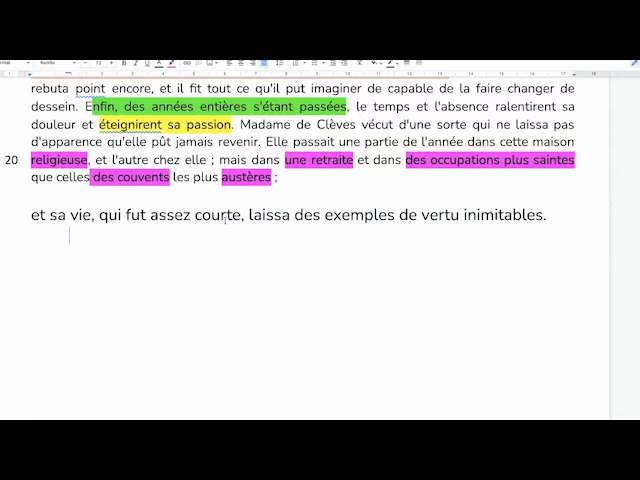 rebuta point encore, et il fit tout ce qu'il put imaginer de capable de la faire changer de
dessein. Enfin, des années entières s'étant passées, le temps et l'absence ralentirent sa
douleur et éteignirent sa passion. Madame de Clèves vécut d'une sorte qui ne laissa pas
d'apparence qu'elle pût jamais revenir. Elle passait une partie de l'année dans cette maison
20 religieuse, et l'autre chez elle ; mais dans une retraite et dans des occupations plus saintes
que celles des couvents les plus austères ;
et sa vie, qui fut assez courte, laissa des exemples de vertu inimitables.